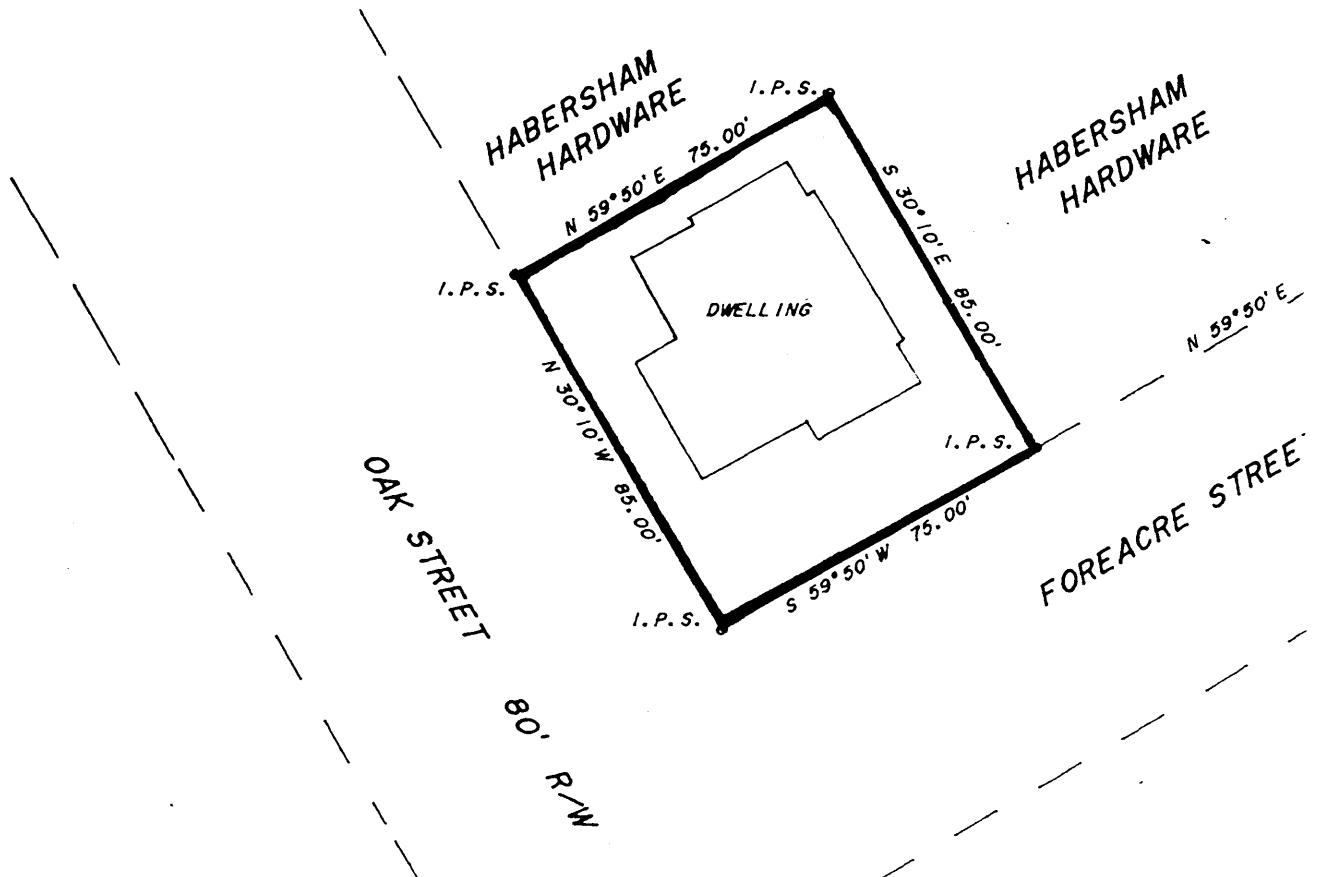 HABERSHAM
HARDWARE
I.P.S.
HABERSHAM
HARDWARE
N 59°50' E 75.00'
S 30°10' E 85.00'
I.P.S.
DWELLING
N 59°50' E
N 30°10' W 85.00'
I.P.S.
OAK STREET 80' R/W
S 59°50' W 75.00'
FOREACRE STREE
I.P.S.